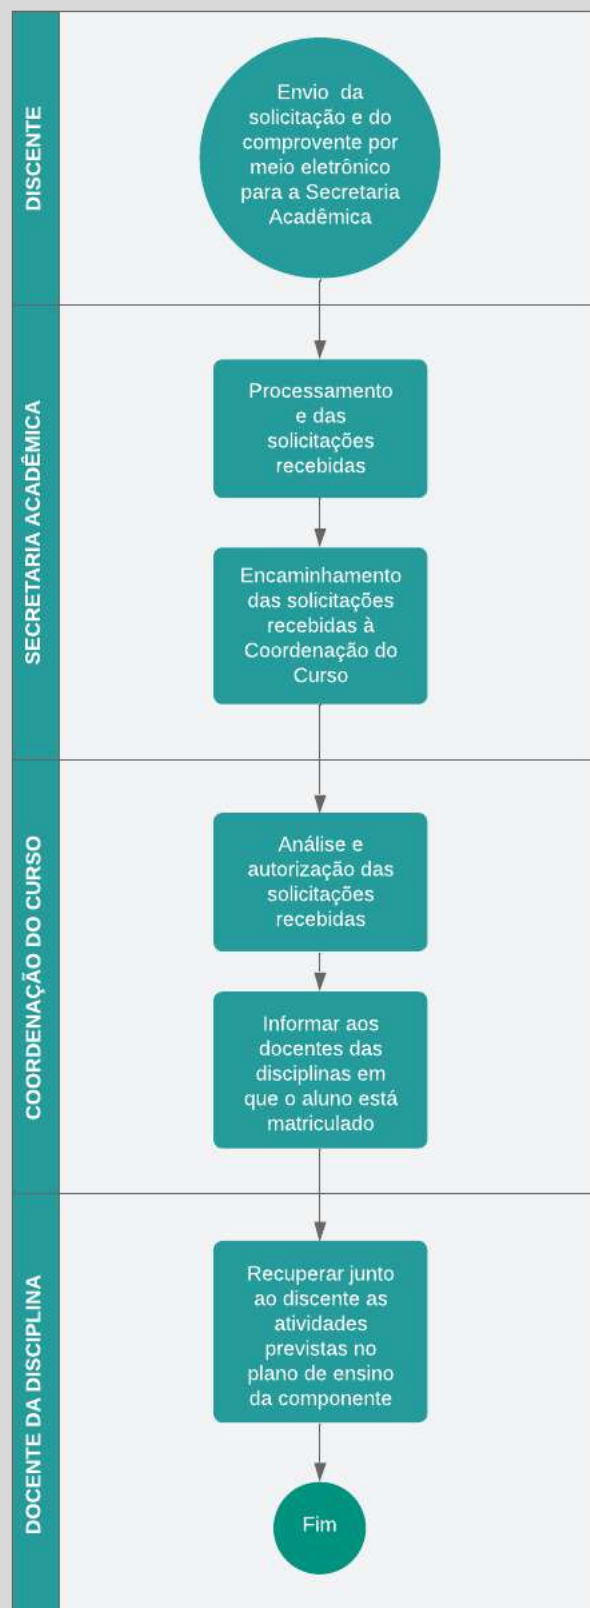 DISCENTE
Envio da
solicitação e do
comprovente por
meio eletrônico
para a Secretaria
Acadêmica
SECRETARIA ACADÊMICA
Processamento
e das
solicitações
recebidas
Encaminhamento
das solicitações
recebidas à
Coordenação do
Curso
COORDENAÇÃO DO CURSO
Análise e
autorização das
solicitações
recebidas
Informar aos
docentes das
disciplinas em
que o aluno está
matriculado
DOCENTE DA DISCIPLINA
Recuperar junto
ao discente as
atividades
previstas no
plano de ensino
da componente
Fim